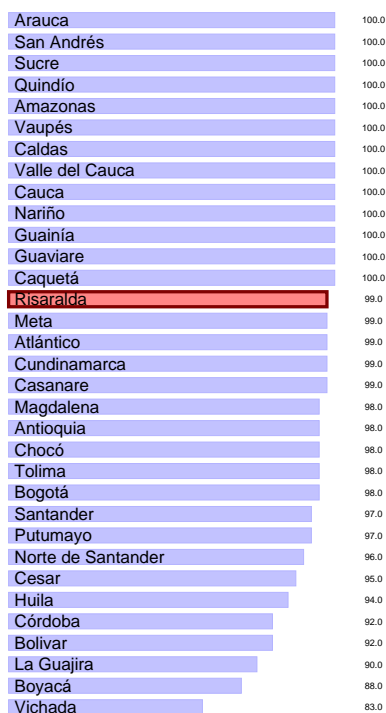 Arauca 100.0
San Andrés 100.0
Sucre 100.0
Quindío 100.0
Amazonas 100.0
Vaupés 100.0
Caldas 100.0
Valle del Cauca 100.0
Cauca 100.0
Nariño 100.0
Guainía 100.0
Guaviare 100.0
Caquetá 100.0
Risaralda 99.0
Meta 99.0
Atlántico 99.0
Cundinamarca 99.0
Casanare 99.0
Magdalena 98.0
Antioquia 98.0
Chocó 98.0
Tolima 98.0
Bogotá 98.0
Santander 97.0
Putumayo 97.0
Norte de Santander 96.0
Cesar 95.0
Huila 94.0
Córdoba 92.0
Bolivar 92.0
La Guajira 90.0
Boyacá 88.0
Vichada 83.0